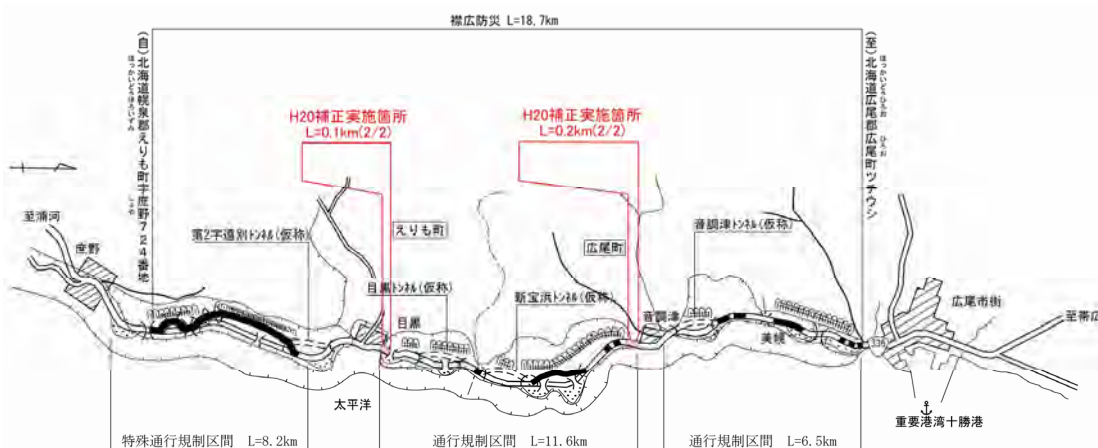 襟広防災 L=18.7km
(自)北海道幌泉郡えりも町字庶野724番地
ほっかいどうほろいずみ
しょや
(至)北海道広尾郡広尾町ツチウシ
ほっかいどうひろお
ひろお
H20補正実施箇所
L=0.1km(2/2)
H20補正実施箇所
L=0.2km(2/2)
至浦河
庶野
第2宇遠別トンネル(仮称)
えりも町
目黒トンネル(仮称)
目黒
新宝浜トンネル(仮称)
広尾町
音調津
音調津トンネル(仮称)
美幌
336
広尾市街
至帯広
太平洋
重要港湾十勝港
特殊通行規制区間 L=8.2km
通行規制区間 L=11.6km
通行規制区間 L=6.5km